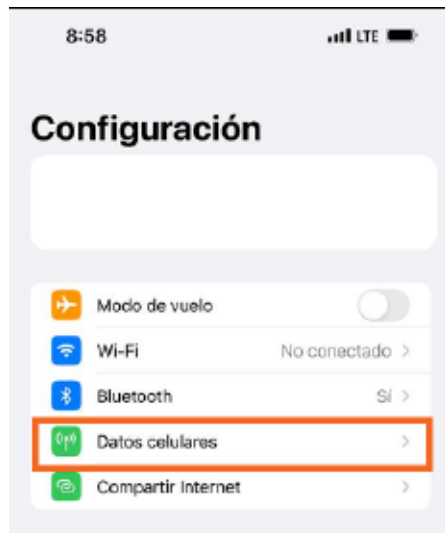 8:58 LTE
Configuración
Modo de vuelo
Wi-Fi No conectado
Bluetooth Sí
Datos celulares
Compartir Internet